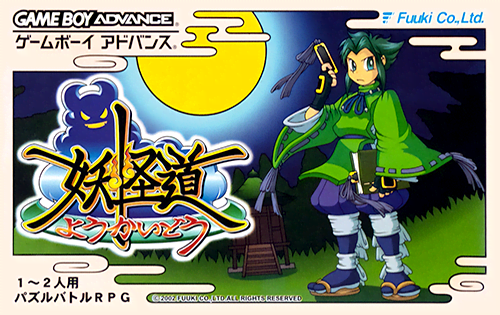 GAME BOY ADVANCE™
ゲームボーイ アドバンス®
Fuuki Co.,Ltd.
妖怪道
ようかいどう
1～2人用
パズルバトルRPG
©2002 FUUKI CO., LTD. ALL RIGHTS RESERVED